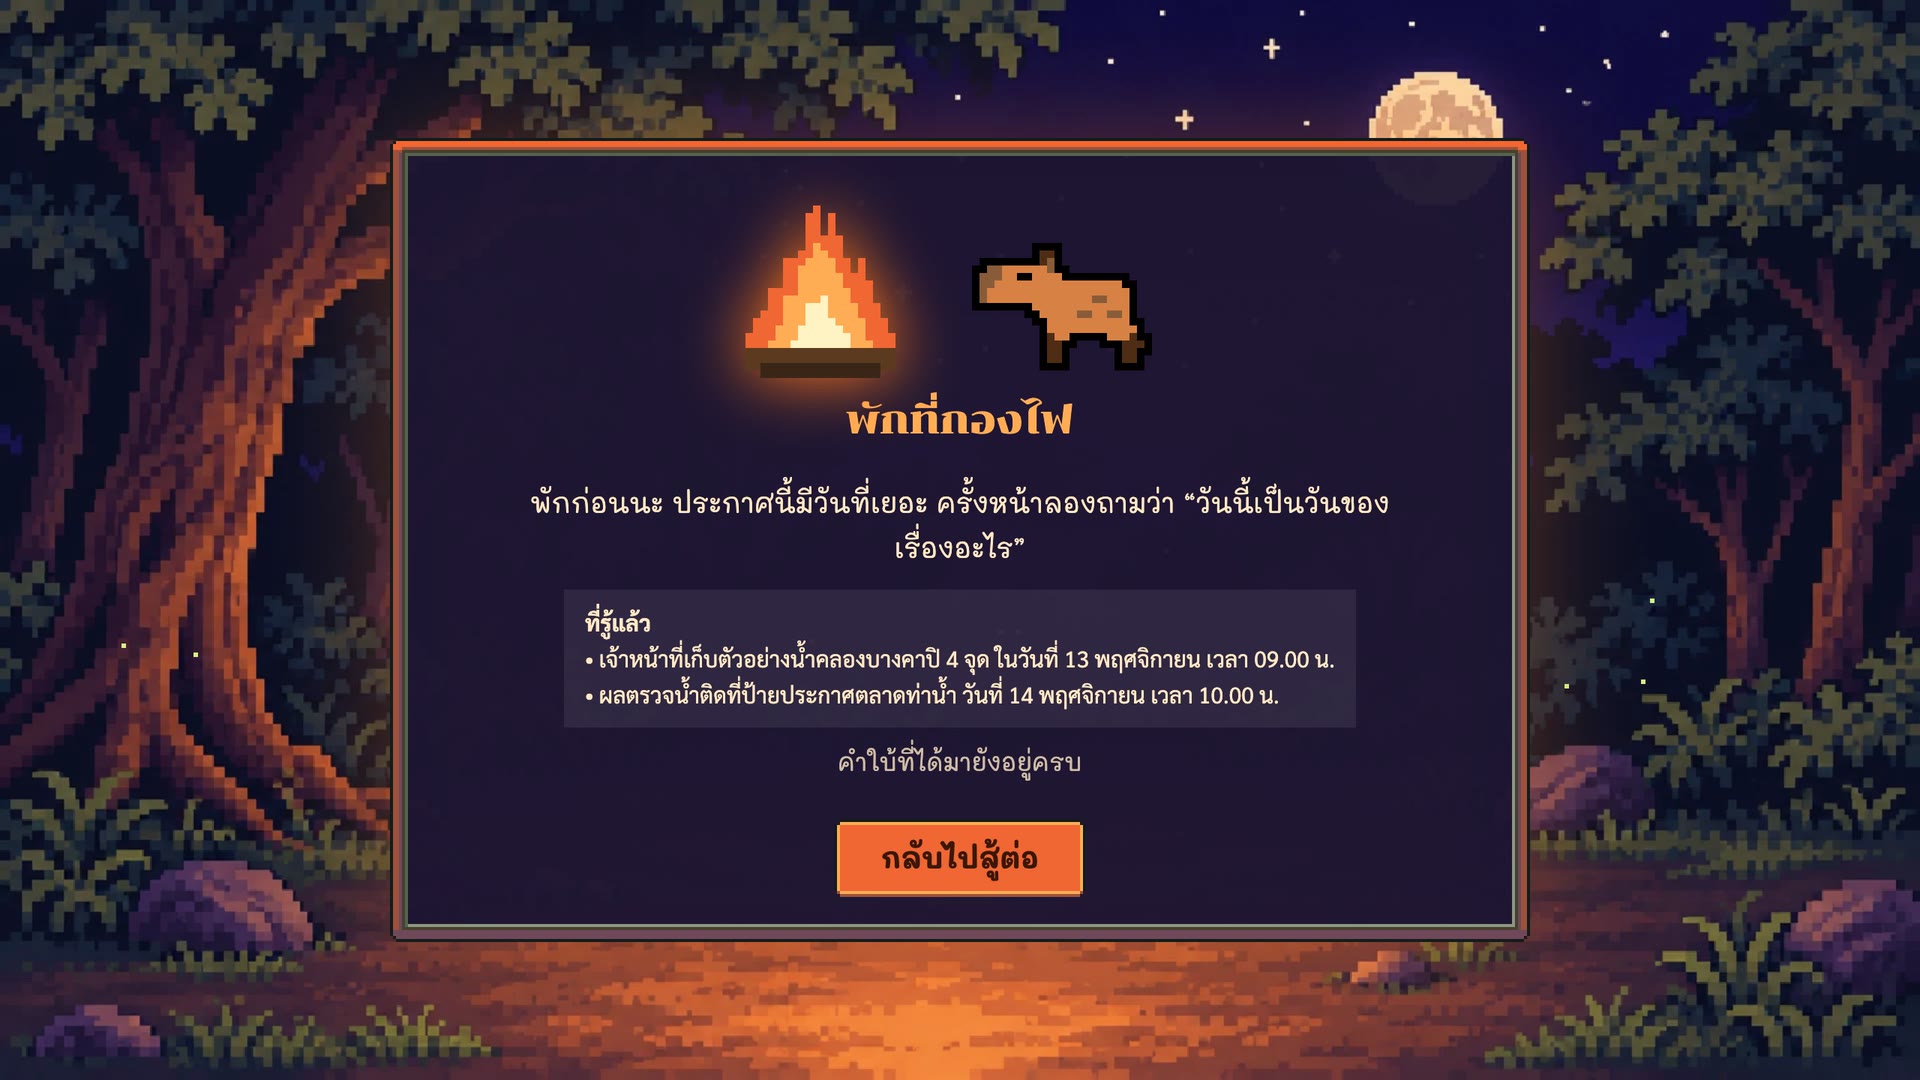 พักที่กองไฟ
พักก่อนนะ ประกาศนี้มีวันที่เยอะ ครั้งหน้าลองถามว่า “วันนี้เป็นวันของ
เรื่องอะไร”
ที่รู้แล้ว
• เจ้าหน้าที่เก็บตัวอย่างน้ำคลองบางคาปิ 4 จุด ในวันที่ 13 พฤศจิกายน เวลา 09.00 น.
• ผลตรวจน้ำติดที่ป้ายประกาศตลาดท่าน้ำ วันที่ 14 พฤศจิกายน เวลา 10.00 น.
คำใบ้ที่ได้มายังอยู่ครบ
กลับไปสู้ต่อ